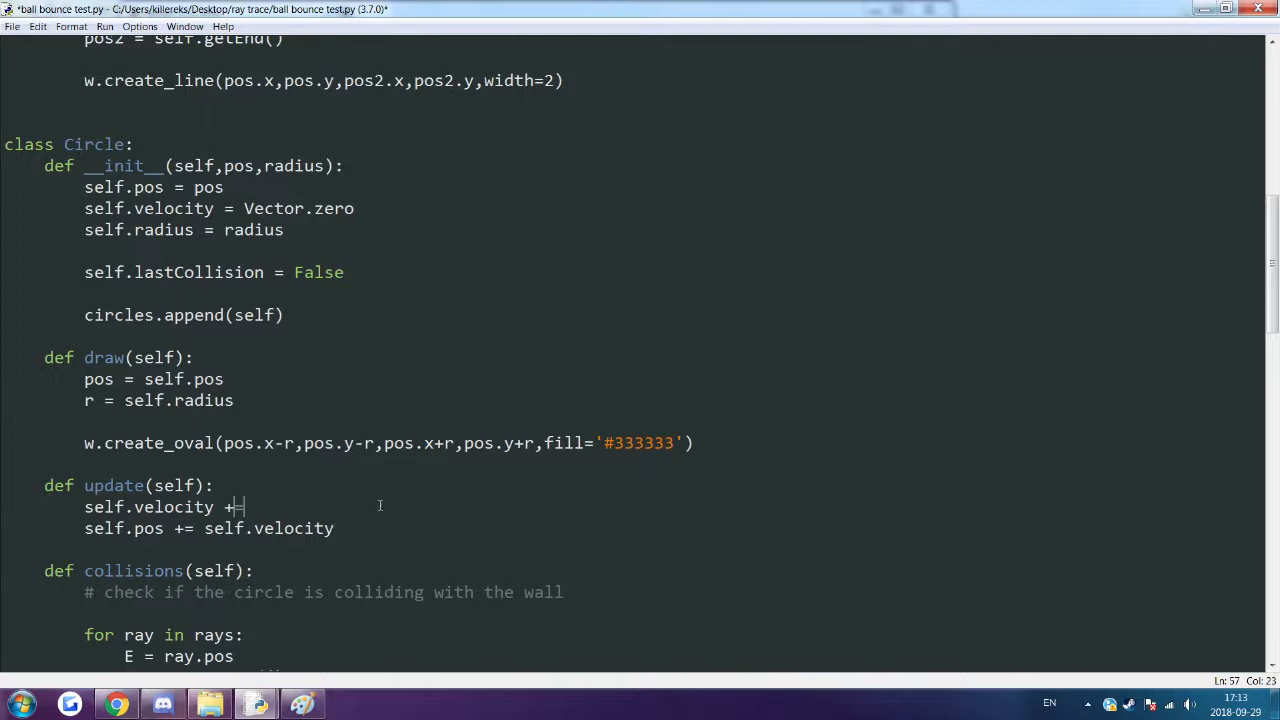 *ball bounce test.py - C:/Users/killereks/Desktop/ray trace/ball bounce test.py (3.7.0)*
File Edit Format Run Options Window Help
pos2 = self.getEnd()
w.create_line(pos.x,pos.y,pos2.x,pos2.y,width=2)
class Circle:
def __init__(self,pos,radius):
self.pos = pos
self.velocity = Vector.zero
self.radius = radius
self.lastCollision = False
circles.append(self)
def draw(self):
pos = self.pos
r = self.radius
w.create_oval(pos.x-r,pos.y-r,pos.x+r,pos.y+r,fill='#333333')
def update(self):
self.velocity +=
self.pos += self.velocity
def collisions(self):
# check if the circle is colliding with the wall
for ray in rays:
E = ray.pos
Ln: 57 Col: 23
EN
17:13
2018-09-29